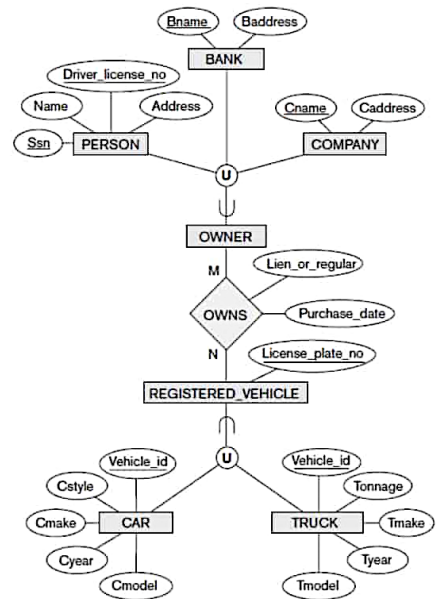 Bname
Baddress
BANK
Driver_license_no
Name
Address
Cname
Caddress
Ssn
PERSON
COMPANY
U
OWNER
M
Lien_or_regular
OWNS
Purchase_date
N
License_plate_no
REGISTERED_VEHICLE
U
Vehicle_id
Vehicle_id
Cstyle
Tonnage
Cmake
CAR
TRUCK
Tmake
Cyear
Tyear
Cmodel
Tmodel